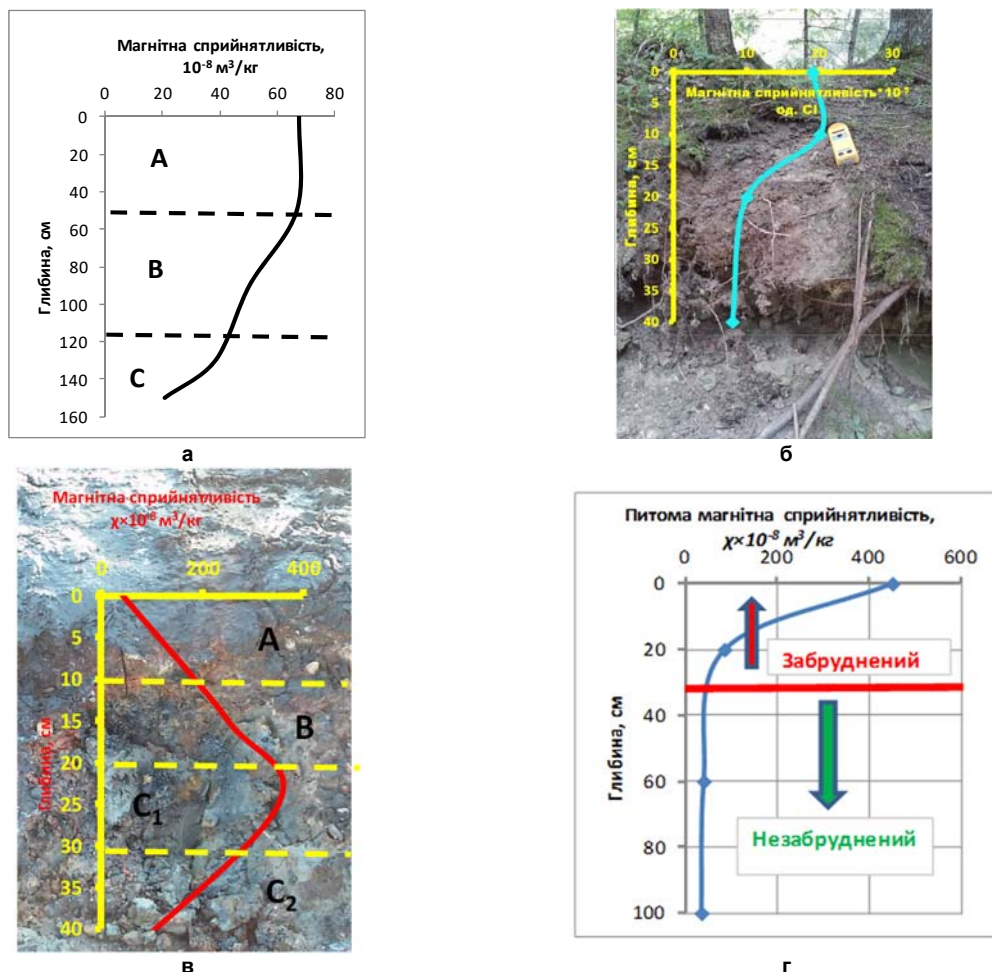 Магнітна сприйнятливість,
10⁻⁸ м³/кг
0 20 40 60 80
0
20
40
60
80
100
120
140
160
Глибина, см
A
B
C
а
0 10 20 30
Магнітна сприйнятливість*10⁻⁵
од. СІ
0
5
10
15
20
25
30
35
40
Глибина, см
б
Магнітна сприйнятливість
χ×10⁻⁸ м³/кг
0 200 400
0
5
10
15
20
25
30
35
40
Глибина, см
A
B
C₁
C₂
в
Питома магнітна сприйнятливість,
χ×10⁻⁸ м³/кг
0 200 400 600
0
20
40
60
80
100
Глибина, см
Забруднений
Незабруднений
г